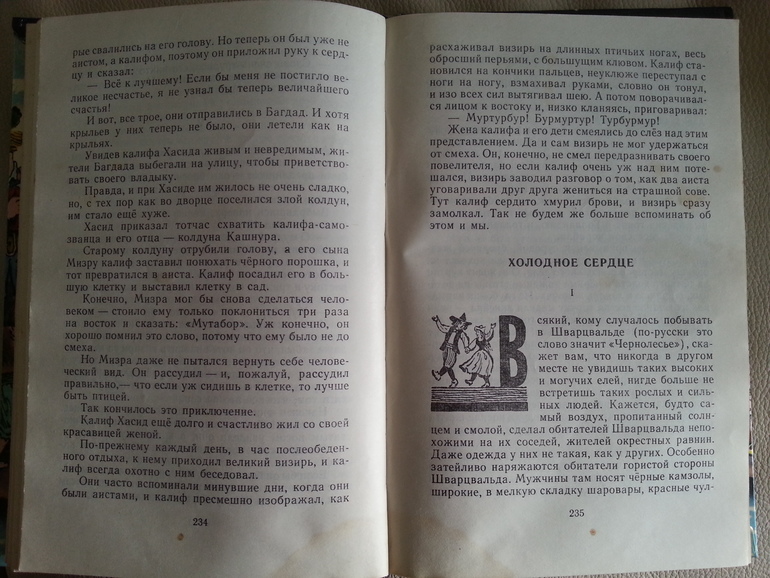 рые свалились на его голову. Но теперь он был уже не
аистом, а калифом, поэтому он приложил руку к серд-
цу и сказал:
— Всё к лучшему! Если бы меня не постигло ве-
ликое несчастье, я не узнал бы теперь величайшего
счастья!
И вот, все трое, они отправились в Багдад. И хотя
крыльев у них теперь не было, они летели как на
крыльях.
Увидев калифа Хасида живым и невредимым, жи-
тели Багдада выбегали на улицу, чтобы приветство-
вать своего владыку.
Правда, и при Хасиде им жилось не очень сладко,
но, с тех пор как во дворце поселился злой колдун,
им стало ещё хуже.
Хасид приказал тотчас схватить калифа-само-
званца и его отца — колдуна Кашнура.
Старому колдуну отрубили голову, а его сына
Мизру калиф заставил понюхать чёрного порошка, и
тот превратился в аиста. Калиф посадил его в боль-
шую клетку и выставил клетку в сад.
Конечно, Мизра мог бы снова сделаться чело-
веком — стоило ему только поклониться три раза
на восток и сказать: «Мутабор». Уж конечно, он
хорошо помнил это слово, потому что ему было не до
смеха.
Но Мизра даже не пытался вернуть себе человече-
ский вид. Он рассудил — и, пожалуй, рассудил
правильно,— что если уж сидишь в клетке, то лучше
быть птицей.
Так кончилось это приключение.
Калиф Хасид ещё долго и счастливо жил со своей
красавицей женой.
По-прежнему каждый день, в час послеобеден-
ного отдыха, к нему приходил великий визирь, и ка-
лиф всегда охотно с ним беседовал.
Они часто вспоминали минувшие дни, когда они
были аистами, и калиф пресмешно изображал, как
234
расхаживал визирь на длинных птичьих ногах, весь
обросший перьями, с большущим клювом. Калиф ста-
новился на кончики пальцев, неуклюже переступал с
ноги на ногу, взмахивал руками, словно он тонул,
и изо всех сил вытягивал шею. А потом поворачивал-
ся лицом к востоку и, низко кланяясь, приговаривал:
— Муртурбур! Бурмуртур! Турбурмур!
Жена калифа и его дети смеялись до слёз над этим
представлением. Да и сам визирь не мог удержаться
от смеха. Он, конечно, не смел передразнивать своего
повелителя, но если калиф очень уж над ним поте-
шался, визирь заводил разговор о том, как два аиста
уговаривали друг друга жениться на страшной сове.
Тут калиф сердито хмурил брови, и визирь сразу
замолкал. Так не будем же больше вспоминать об
этом и мы.
ХОЛОДНОЕ СЕРДЦЕ
I
Всякий, кому случалось побывать
в Шварцвальде (по-русски это
слово значит «Чернолесье»), ска-
жет вам, что никогда в другом
месте не увидишь таких высоких
и могучих елей, нигде больше не
встретишь таких рослых и силь-
ных людей. Кажется, будто са-
мый воздух, пропитанный солн-
цем и смолой, сделал обитателей Шварцвальда непо-
хожими на их соседей, жителей окрестных равнин.
Даже одежда у них не такая, как у других. Особенно
затейливо наряжаются обитатели гористой стороны
Шварцвальда. Мужчины там носят чёрные камзолы,
широкие, в мелкую складку шаровары, красные чул-
235